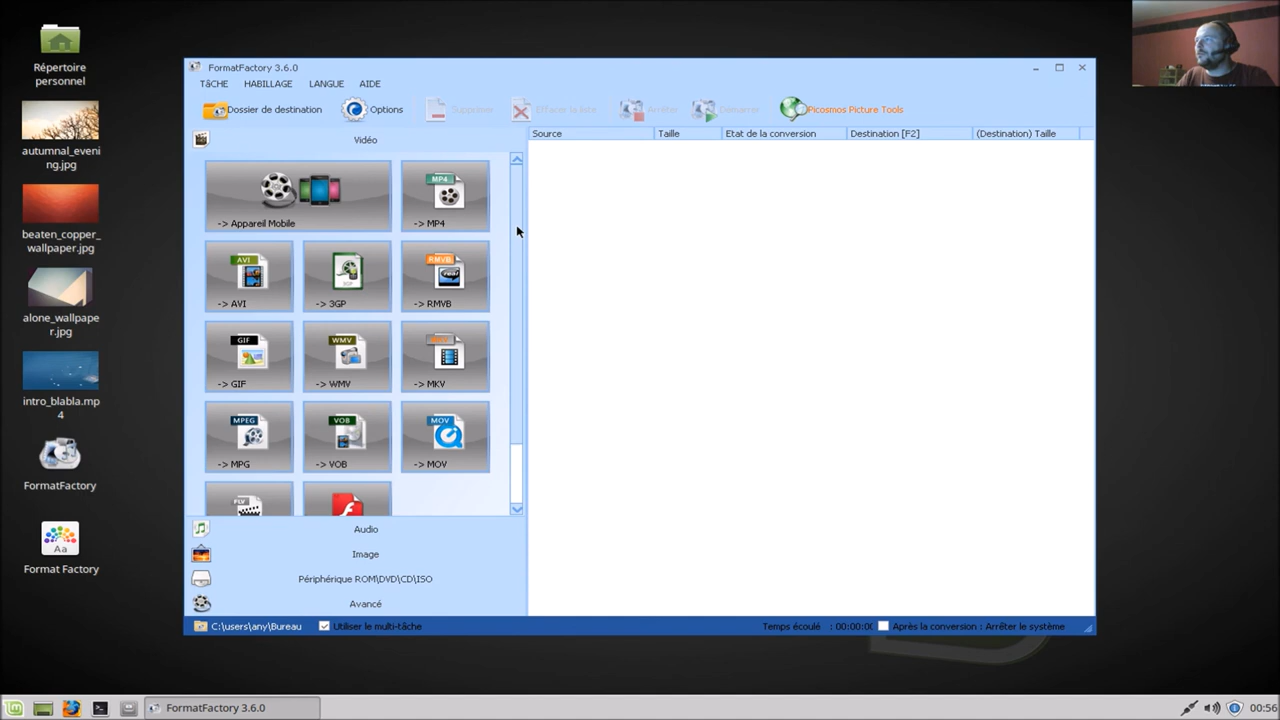 Répertoire
personnel
autumnal_eveni
ng.jpg
beaten_copper_
wallpaper.jpg
alone_wallpape
r.jpg
intro_blabla.mp
4
FormatFactory
Aa
Format Factory
FormatFactory 3.6.0
TâCHE HABILLAGE LANGUE AIDE
Dossier de destination Options Supprimer Effacer la liste Arrêter Démarrer Picosmos Picture Tools
Vidéo
Source Taille Etat de la conversion Destination [F2] (Destination) Taille
-> Appareil Mobile
MP4
-> MP4
AVI
-> AVI
3GP
-> 3GP
RMVB
-> RMVB
GIF
-> GIF
WMV
-> WMV
-> MKV
MPEG
-> MPG
VOB
-> VOB
MOV
-> MOV
FLV
Audio
Image
Périphérique ROM\DVD\CD\ISO
Avancé
C:\users\any\Bureau Utiliser le multi-tâche Temps écoulé : 00:00:0 Après la conversion : Arrêter le système
FormatFactory 3.6.0
00:56